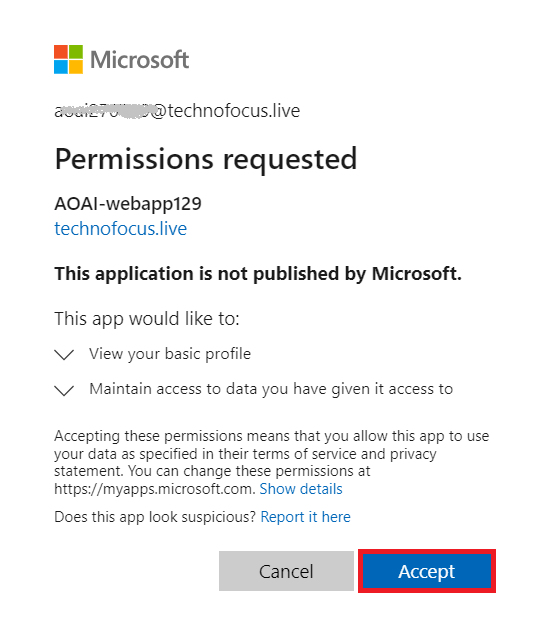 Microsoft
@technofocus.live
Permissions requested
AOAI-webapp129
technofocus.live
This application is not published by Microsoft.
This app would like to:
View your basic profile
Maintain access to data you have given it access to
Accepting these permissions means that you allow this app to use
your data as specified in their terms of service and privacy
statement. You can change these permissions at
https://myapps.microsoft.com. Show details
Does this app look suspicious? Report it here
Cancel
Accept